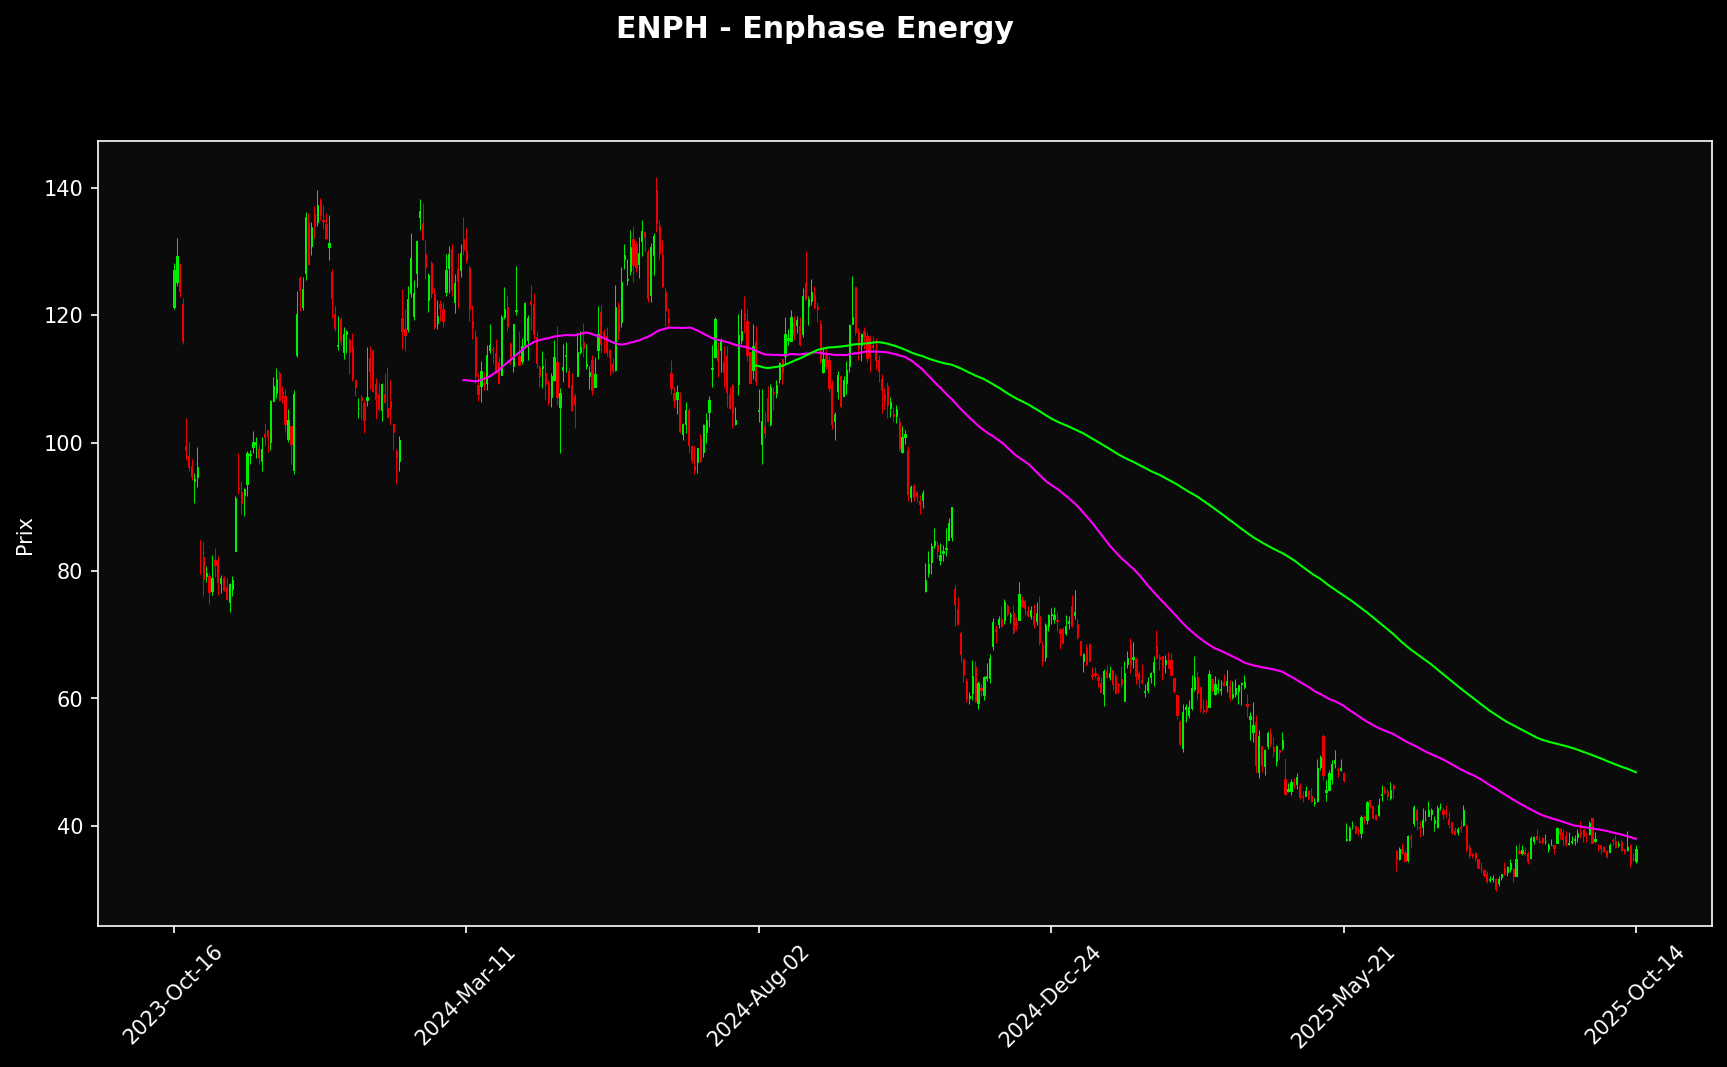 ENPH - Enphase Energy
Prix
140
120
100
80
60
40
2023-Oct-16
2024-Mar-11
2024-Aug-02
2024-Dec-24
2025-May-21
2025-Oct-14